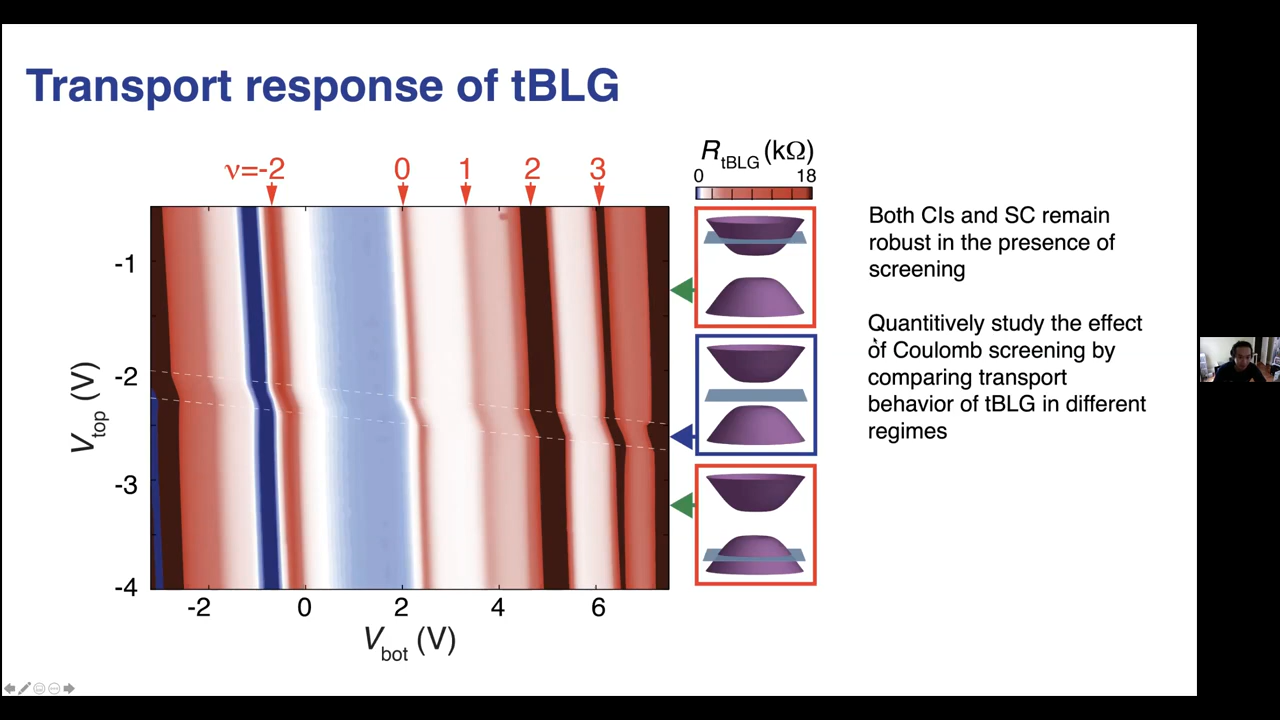 Transport response of tBLG
ν=-2 0 1 2 3
R_tBLG (kΩ)
0 18
-1
-2
-3
-4
V_top (V)
-2 0 2 4 6
V_bot (V)
Both CIs and SC remain
robust in the presence of
screening
Quantitively study the effect
of Coulomb screening by
comparing transport
behavior of tBLG in different
regimes